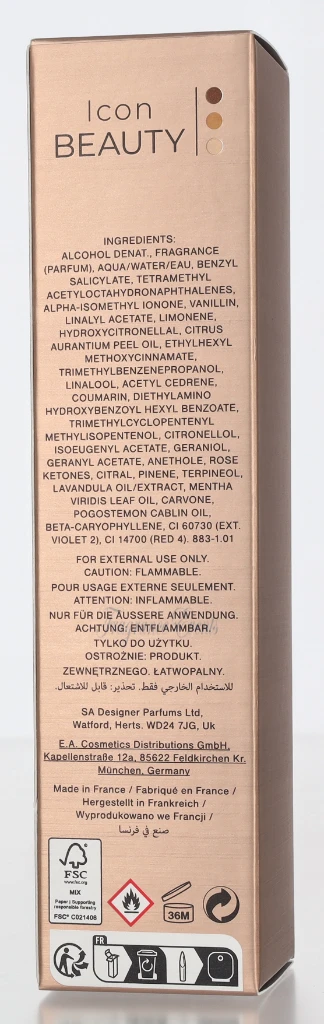 Icon
BEAUTY
INGREDIENTS:
ALCOHOL DENAT., FRAGRANCE
(PARFUM), AQUA/WATER/EAU, BENZYL
SALICYLATE, TETRAMETHYL
ACETYLOCTAHYDRONAPHTHALENES,
ALPHA-ISOMETHYL IONONE, VANILLIN,
LINALYL ACETATE, LIMONENE,
HYDROXYCITRONELLAL, CITRUS
AURANTIUM PEEL OIL, ETHYLHEXYL
METHOXYCINNAMATE,
TRIMETHYLBENZENEPROPANOL,
LINALOOL, ACETYL CEDRENE,
COUMARIN, DIETHYLAMINO
HYDROXYBENZOYL HEXYL BENZOATE,
TRIMETHYLCYCLOPENTENYL
METHYLISOPENTENOL, CITRONELLOL,
ISOEUGENYL ACETATE, GERANIOL,
GERANYL ACETATE, ANETHOLE, ROSE
KETONES, CITRAL, PINENE, TERPINEOL,
LAVANDULA OIL/EXTRACT, MENTHA
VIRIDIS LEAF OIL, CARVONE,
POGOSTEMON CABLIN OIL,
BETA-CARYOPHYLLENE, CI 60730 (EXT.
VIOLET 2), CI 14700 (RED 4). 883-1.01
FOR EXTERNAL USE ONLY.
CAUTION: FLAMMABLE.
POUR USAGE EXTERNE SEULEMENT.
ATTENTION: INFLAMMABLE.
NUR FÜR DIE ÄUSSERE ANWENDUNG.
ACHTUNG: ENTFLAMMBAR.
TYLKO DO UŻYTKU.
OSTROŻNIE: PRODUKT.
ZEWNĘTRZNEGO. ŁATWOPALNY.
للاستخدام الخارجي فقط. تحذير: قابل للاشتعال.
SA Designer Parfums Ltd,
Watford, Herts. WD24 7JG, Uk
E.A. Cosmetics Distributions GmbH,
Kapellenstraße 12a, 85622 Feldkirchen Kr.
München, Germany
Made in France / Fabriqué en France /
Hergestellt in Frankreich /
Wyprodukowano we Francji /
صنع في فرنسا
FSC
www.fsc.org
MIX
Paper | Supporting
responsible forestry
FSC® C021406
36M
FR